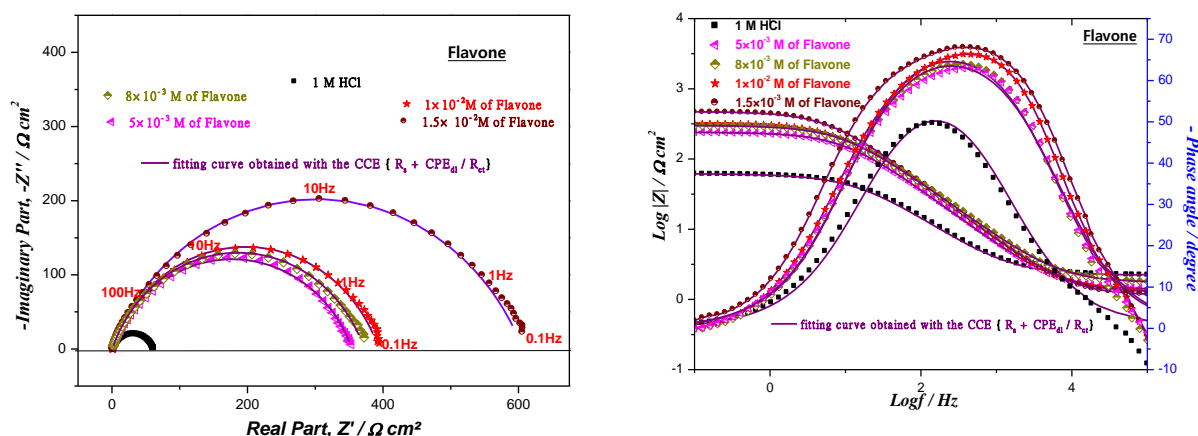 Flavone
1 M HCl
8×10⁻³ M of Flavone
1×10⁻²M of Flavone
5×10⁻³ M of Flavone
1.5× 10⁻²M of Flavone
fitting curve obtained with the CCE { Rₛ + CPE_dl / R_ct}
10Hz
10Hz
1Hz
1Hz
100Hz
0.1Hz
0.1Hz
400
300
200
100
0
0
200
400
600
-Imaginary Part, -Z'' / Ω cm²
Real Part, Z' / Ω cm²
Flavone
1 M HCl
5×10⁻³ M of Flavone
8×10⁻³ M of Flavone
1×10⁻² M of Flavone
1.5×10⁻³ M of Flavone
fitting curve obtained with the CCE { Rₛ + CPE_dl / R_ct}
4
3
2
1
0
-1
0
2
4
70
60
50
40
30
20
10
0
-10
Log |Z| / Ω cm²
Logf / Hz
- Phase angle / degree